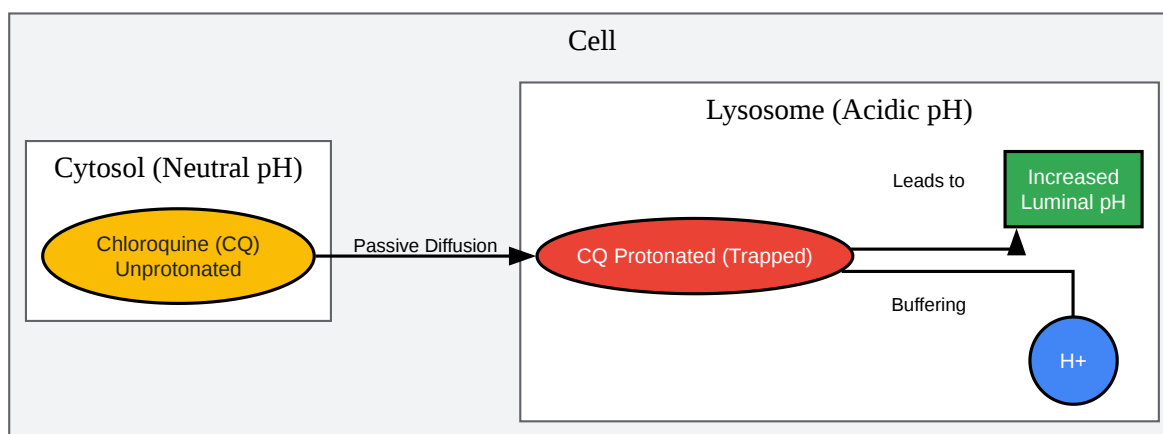 Cell
Cytosol (Neutral pH)
Chloroquine (CQ)
Unprotonated
Passive Diffusion
Lysosome (Acidic pH)
CQ Protonated (Trapped)
Leads to
Increased
Luminal pH
Buffering
H+